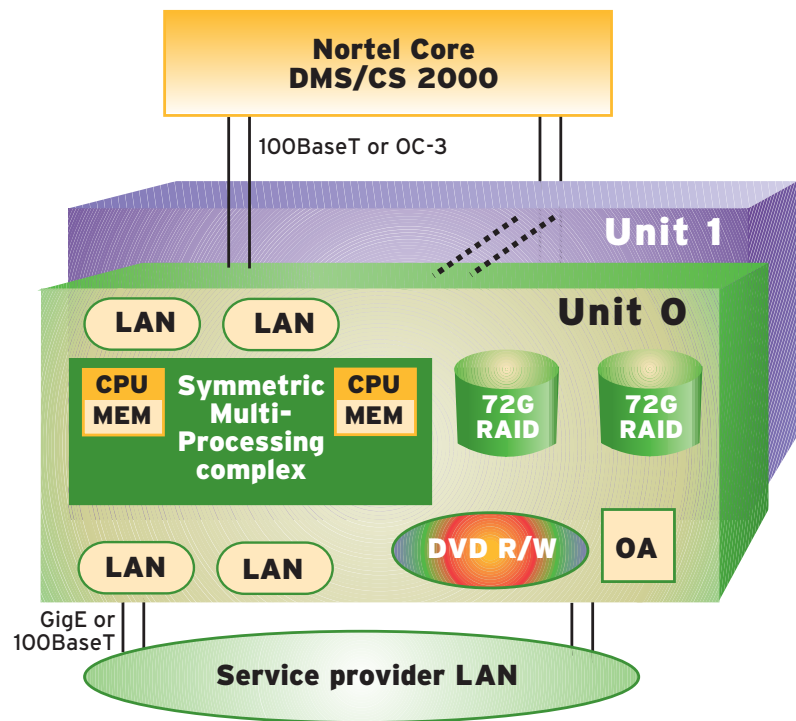 Nortel Core
DMS/CS 2000
100BaseT or OC-3
Unit 1
Unit 0
LAN
LAN
CPU
MEM
Symmetric
Multi-
Processing
complex
CPU
MEM
72G
RAID
72G
RAID
LAN
LAN
DVD R/W
OA
GigE or
100BaseT
Service provider LAN